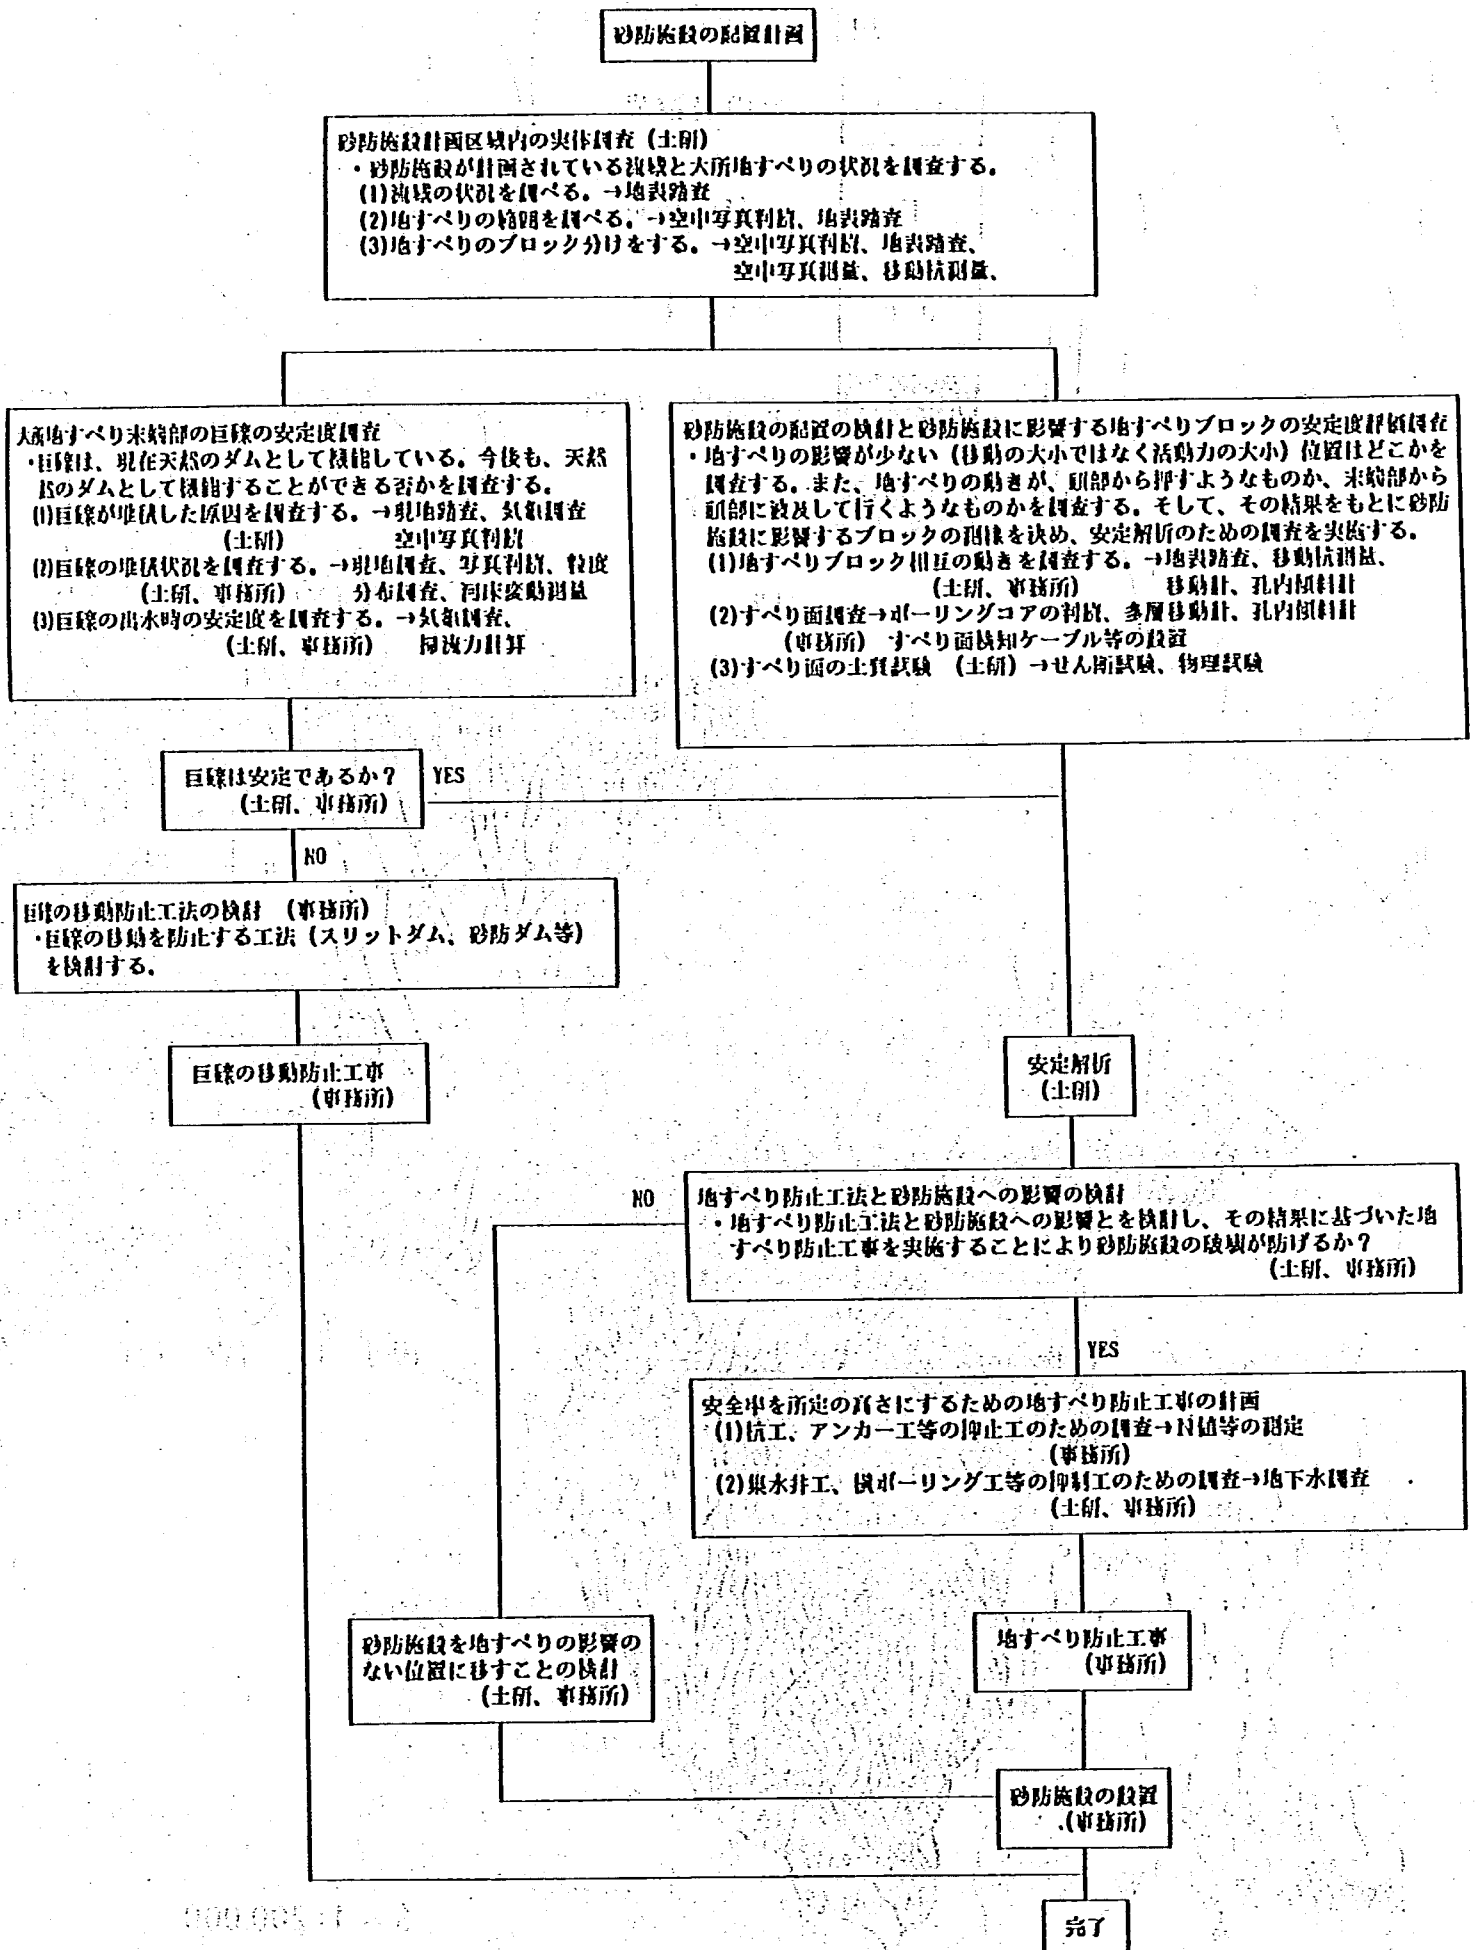 砂防施設の配置計画
砂防施設計画区域内の実体調査 (土研)
・砂防施設が計画されている流域と大所地すべりの状況を調査する。
(1)流域の状況を調べる。→地表踏査
(2)地すべりの範囲を調べる。→空中写真判読、地表踏査
(3)地すべりのブロック分けをする。→空中写真判読、地表踏査、
空中写真測量、移動杭測量、
大所地すべり末端部の巨礫の安定度調査
・巨礫は、現在天然のダムとして機能している。今後も、天然
のダムとして機能することができる否かを調査する。
(1)巨礫が堆積した原因を調査する。→現地踏査、気象調査
(土研) 空中写真判読
(2)巨礫の堆積状況を調査する。→現地調査、写真判読、粒度
(土研、事務所) 分布調査、河床変動測量
(3)巨礫の出水時の安定度を調査する。→気象調査、
(土研、事務所) 掃流力計算
砂防施設の配置の検討と砂防施設に影響する地すべりブロックの安定度評価調査
・地すべりの影響が少ない (移動の大小ではなく活動力の大小) 位置はどこかを
調査する。また、地すべりの動きが、頭部から押すようなものか、末端部から
頭部に波及して行くようなものかを調査する。そして、その結果をもとに砂防
施設に影響するブロックの測線を決め、安定解析のための調査を実施する。
(1)地すべりブロック相互の動きを調査する。→地表踏査、移動杭測量、
(土研、事務所) 移動計、孔内傾斜計
(2)すべり面調査→ボーリングコアの判読、多層移動計、孔内傾斜計
(事務所) すべり面検知ケーブル等の設置
(3)すべり面の土質試験 (土研)→せん断試験、物理試験
巨礫は安定であるか?
(土研、事務所)
YES
NO
巨礫の移動防止工法の検討 (事務所)
・巨礫の移動を防止する工法 (スリットダム、砂防ダム等)
を検討する。
巨礫の移動防止工事
(事務所)
安定解析
(土研)
NO
地すべり防止工法と砂防施設への影響の検討
・地すべり防止工法と砂防施設への影響とを検討し、その結果に基づいた地
すべり防止工事を実施することにより砂防施設の破壊が防げるか?
(土研、事務所)
YES
安全率を所定の高さにするための地すべり防止工事の計画
(1)杭工、アンカー工等の抑止工のための調査→N値等の測定
(事務所)
(2)集水井工、横ボーリング工等の抑制工のための調査→地下水調査
(土研、事務所)
砂防施設を地すべりの影響の
ない位置に移すことの検討
(土研、事務所)
地すべり防止工事
(事務所)
砂防施設の設置
(事務所)
完了